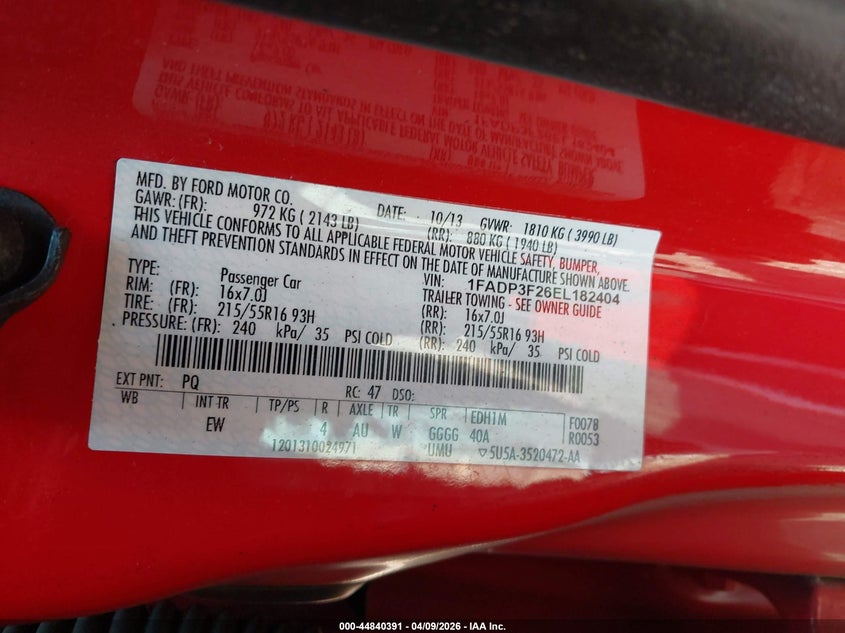 MFD. BY FORD MOTOR CO.
DATE: 10/13 GVWR: 1810 KG ( 3990 LB)
GAWR: (FR): 972 KG ( 2143 LB) (RR): 880 KG ( 1940 LB)
THIS VEHICLE CONFORMS TO ALL APPLICABLE FEDERAL MOTOR VEHICLE SAFETY, BUMPER,
AND THEFT PREVENTION STANDARDS IN EFFECT ON THE DATE OF MANUFACTURE SHOWN ABOVE.
VIN: 1FADP3F26EL182404
TYPE: Passenger Car TRAILER TOWING - SEE OWNER GUIDE
RIM: (FR): 16x7.0J (RR): 16x7.0J
TIRE: (FR): 215/55R16 93H (RR): 215/55R16 93H
PRESSURE: (FR): 240 kPa/ 35 PSI COLD (RR): 240 kPa/ 35 PSI COLD
EXT PNT: PQ RC: 47 DSO:
WB INT TR TP/PS R AXLE TR SPR EDH1M F0078
EW 4 AU W GGGG 40A R0053
1201310024971 UMU ▽5U5A-3520472-AA
000-44840391 | 04/09/2026 - IAA Inc.